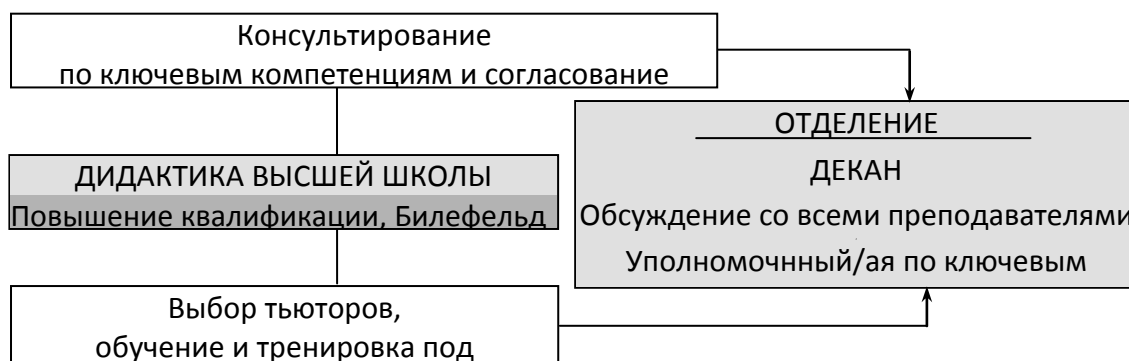 Консультирование
по ключевым компетенциям и согласование
ОТДЕЛЕНИЕ
ДЕКАН
Обсуждение со всеми преподавателями
Уполномочнный/ая по ключевым
ДИДАКТИКА ВЫСШЕЙ ШКОЛЫ
Повышение квалификации, Билефельд
Выбор тьюторов,
обучение и тренировка под